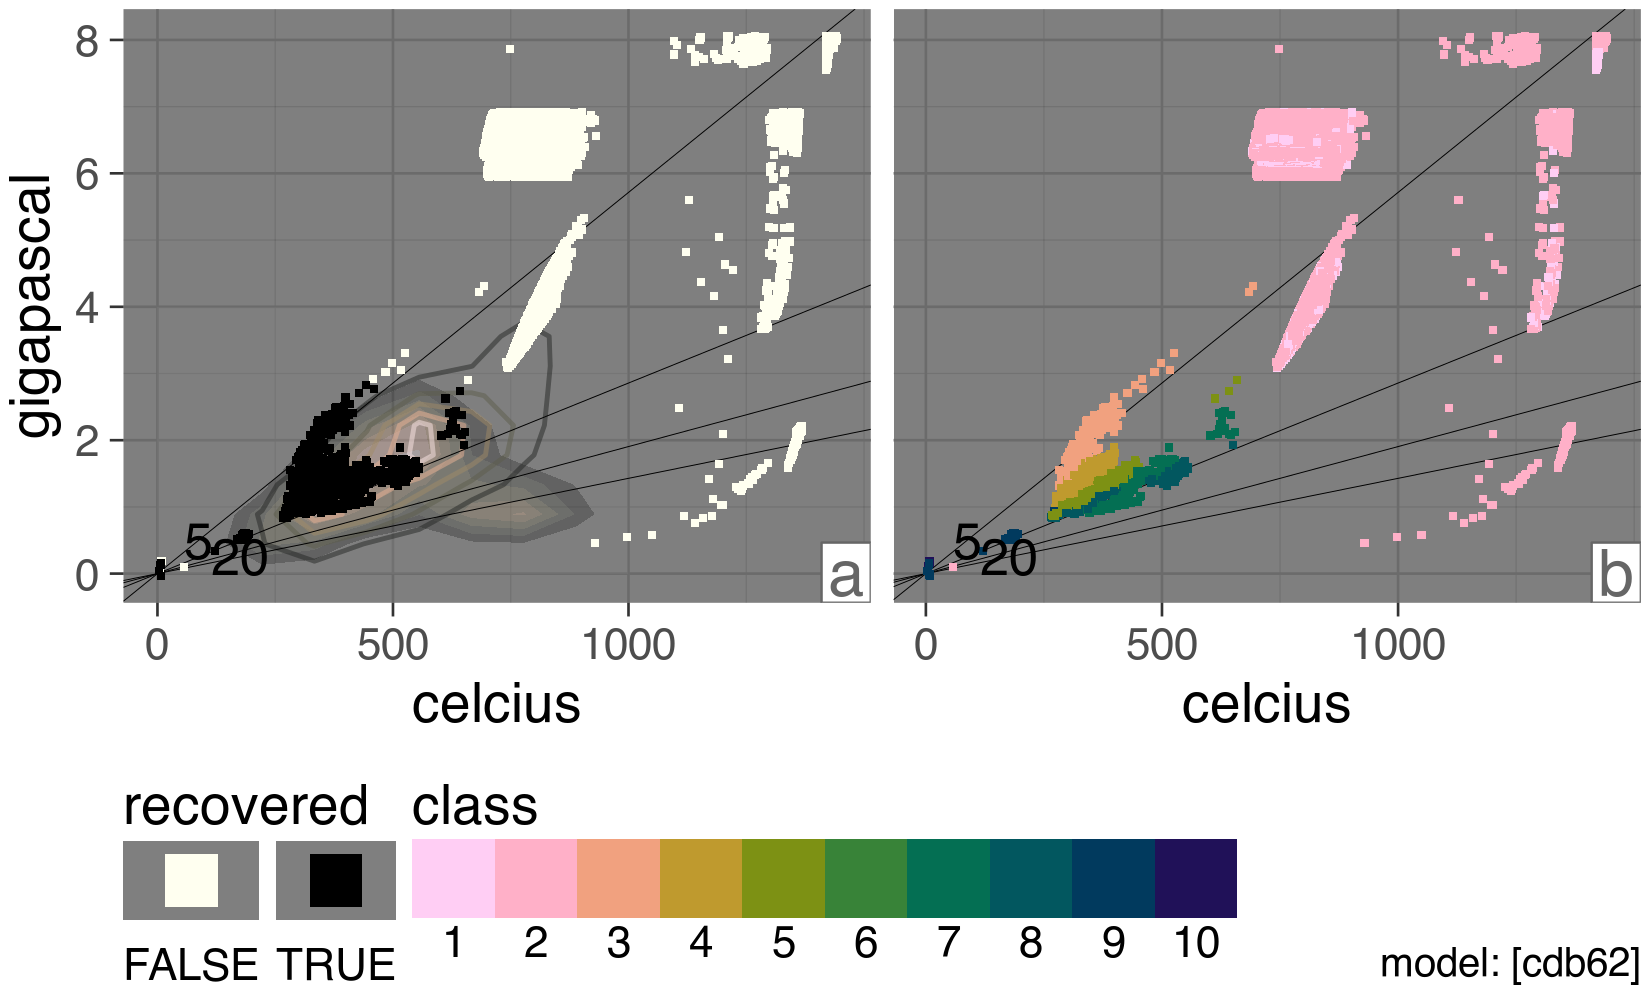 gigapascal
8
6
4
2
0
5
20
a
0 500 1000
celcius
5
20
b
0 500 1000
celcius
recovered
FALSE TRUE
class
1 2 3 4 5 6 7 8 9 10
model: [cdb62]